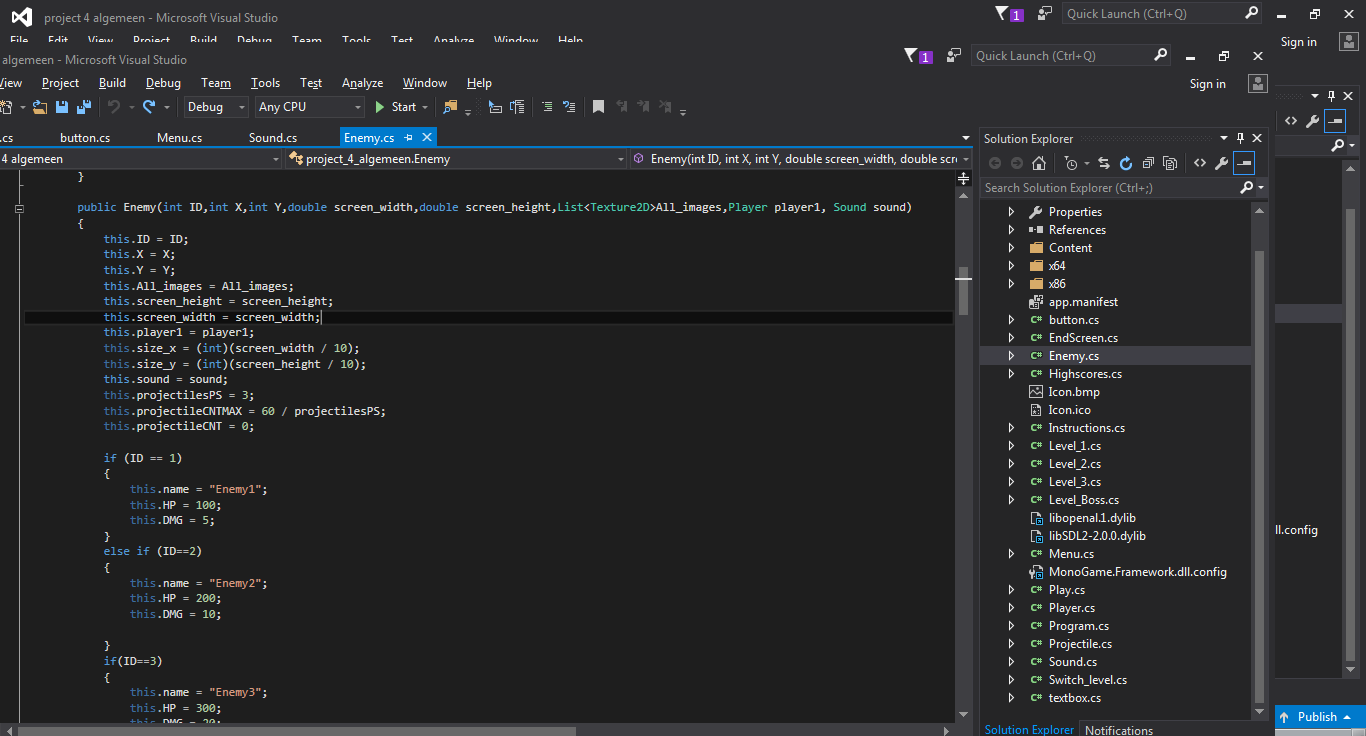 project 4 algemeen - Microsoft Visual Studio
1
Quick Launch (Ctrl+Q)
File Edit View Project Build Debug Team Tools Test Analyze Window Help
Sign in
algemeen - Microsoft Visual Studio
1
Quick Launch (Ctrl+Q)
View Project Build Debug Team Tools Test Analyze Window Help
Sign in
Debug Any CPU Start
.cs button.cs Menu.cs Sound.cs Enemy.cs
4 algemeen project_4_algemeen.Enemy Enemy(int ID, int X, int Y, double screen_width, double scr
}
public Enemy(int ID,int X,int Y,double screen_width,double screen_height,List<Texture2D>All_images,Player player1, Sound sound)
{
this.ID = ID;
this.X = X;
this.Y = Y;
this.All_images = All_images;
this.screen_height = screen_height;
this.screen_width = screen_width;
this.player1 = player1;
this.size_x = (int)(screen_width / 10);
this.size_y = (int)(screen_height / 10);
this.sound = sound;
this.projectilesPS = 3;
this.projectileCNTMAX = 60 / projectilesPS;
this.projectileCNT = 0;
if (ID == 1)
{
this.name = "Enemy1";
this.HP = 100;
this.DMG = 5;
}
else if (ID==2)
{
this.name = "Enemy2";
this.HP = 200;
this.DMG = 10;
}
if(ID==3)
{
this.name = "Enemy3";
this.HP = 300;
this.DMG = 20;
Solution Explorer
Search Solution Explorer (Ctrl+;)
Properties
References
Content
x64
x86
app.manifest
C# button.cs
C# EndScreen.cs
C# Enemy.cs
C# Highscores.cs
Icon.bmp
Icon.ico
C# Instructions.cs
C# Level_1.cs
C# Level_2.cs
C# Level_3.cs
C# Level_Boss.cs
libopenal.1.dylib
libSDL2-2.0.0.dylib
C# Menu.cs
MonoGame.Framework.dll.config
C# Play.cs
C# Player.cs
C# Program.cs
C# Projectile.cs
C# Sound.cs
C# Switch_level.cs
C# textbox.cs
Solution Explorer Notifications
ll.config
Publish